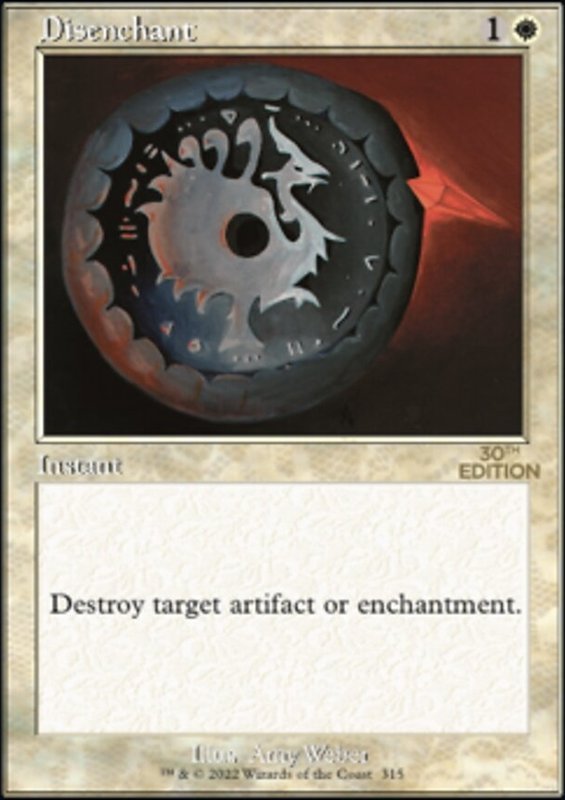 Disenchant 1
Instant
30TH EDITION
Destroy target artifact or enchantment.
Illus. Amy Weber
™ & © 2022 Wizards of the Coast 315